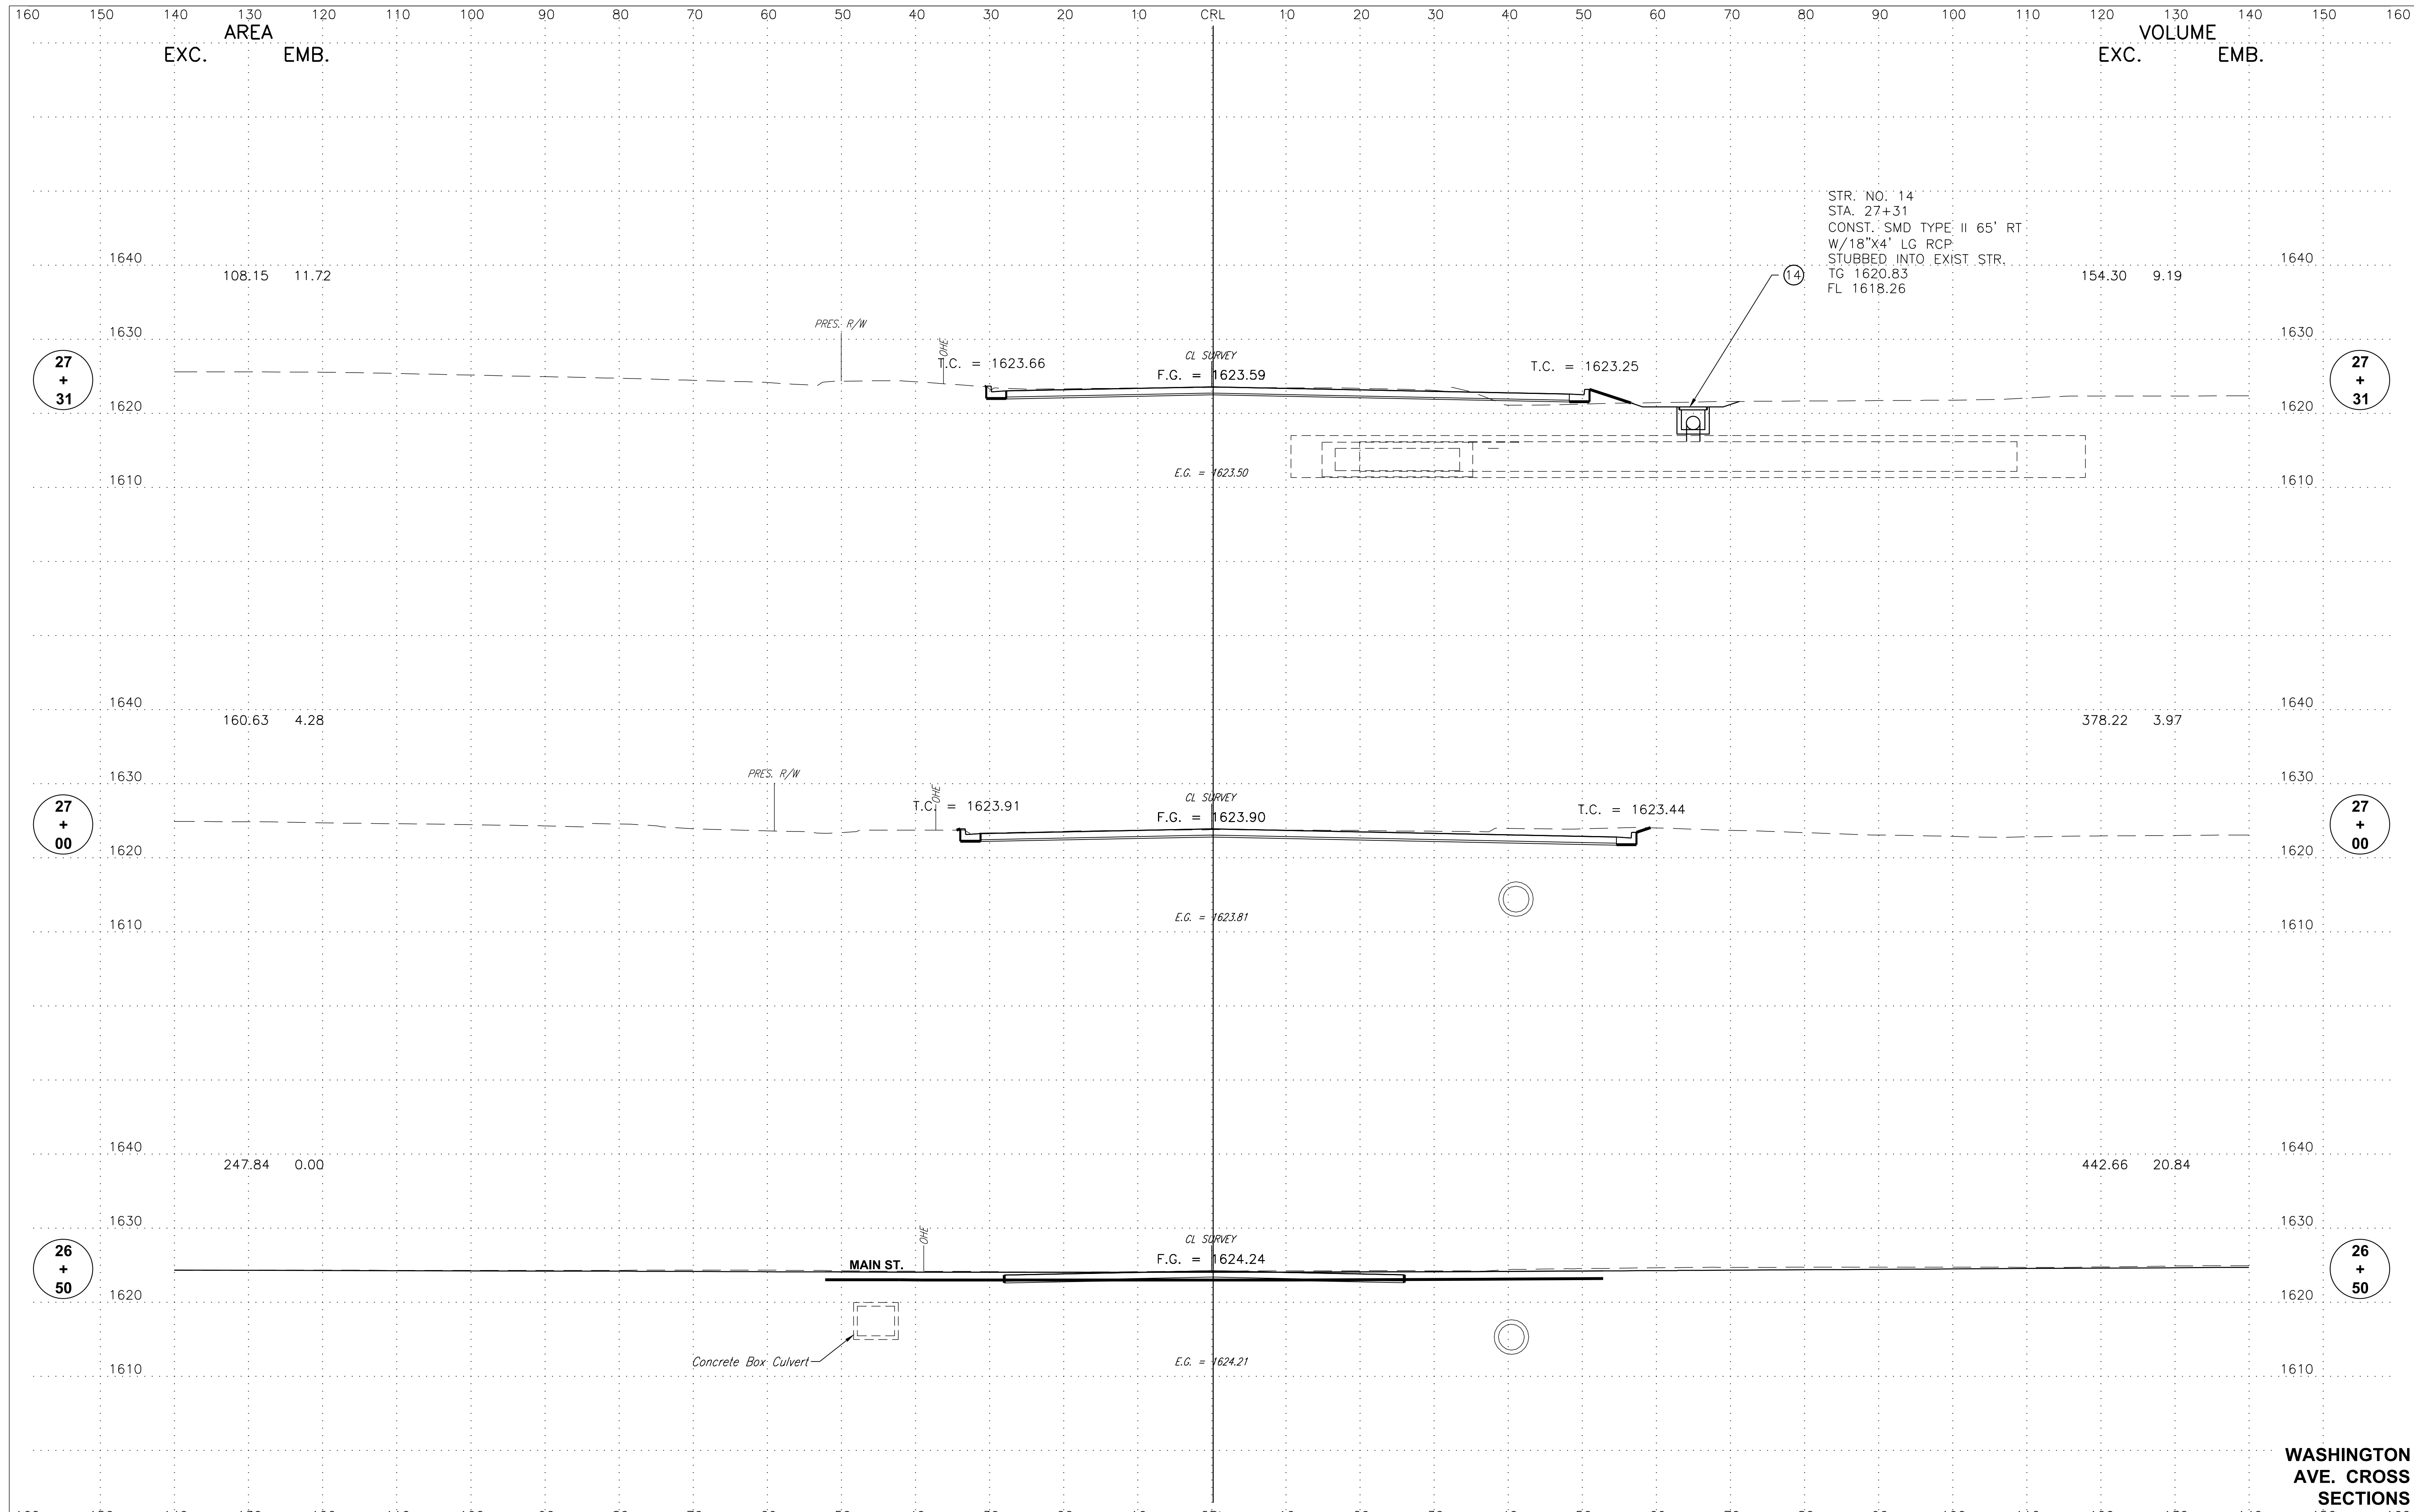 160 150 140 130 120 110 100 90 80 70 60 50 40 30 20 10 CRL 10 20 30 40 50 60 70 80 90 100 110 120 130 140 150 160
AREA
EXC. EMB.
VOLUME
EXC. EMB.
STR. NO. 14
STA. 27+31
CONST. SMD TYPE II 65' RT
W/18"X4' LG RCP
STUBBED INTO EXIST STR.
TG 1620.83
FL 1618.26
14
1640 1640
108.15 11.72 154.30 9.19
1630 1630
PRES. R/W
OHE
CL SURVEY
T.C. = 1623.66
F.G. = 1623.59
T.C. = 1623.25
27
+
31
27
+
31
1620 1620
E.G. = 1623.50
1610 1610
1640 1640
160.63 4.28 378.22 3.97
1630 1630
PRES. R/W
OHE
CL SURVEY
T.C. = 1623.91
F.G. = 1623.90
T.C. = 1623.44
27
+
00
27
+
00
1620 1620
E.G. = 1623.81
1610 1610
1640 1640
247.84 0.00 442.66 20.84
1630 1630
OHE
CL SURVEY
F.G. = 1624.24
MAIN ST.
26
+
50
26
+
50
1620 1620
Concrete Box Culvert
E.G. = 1624.21
1610 1610
WASHINGTON
AVE. CROSS
SECTIONS